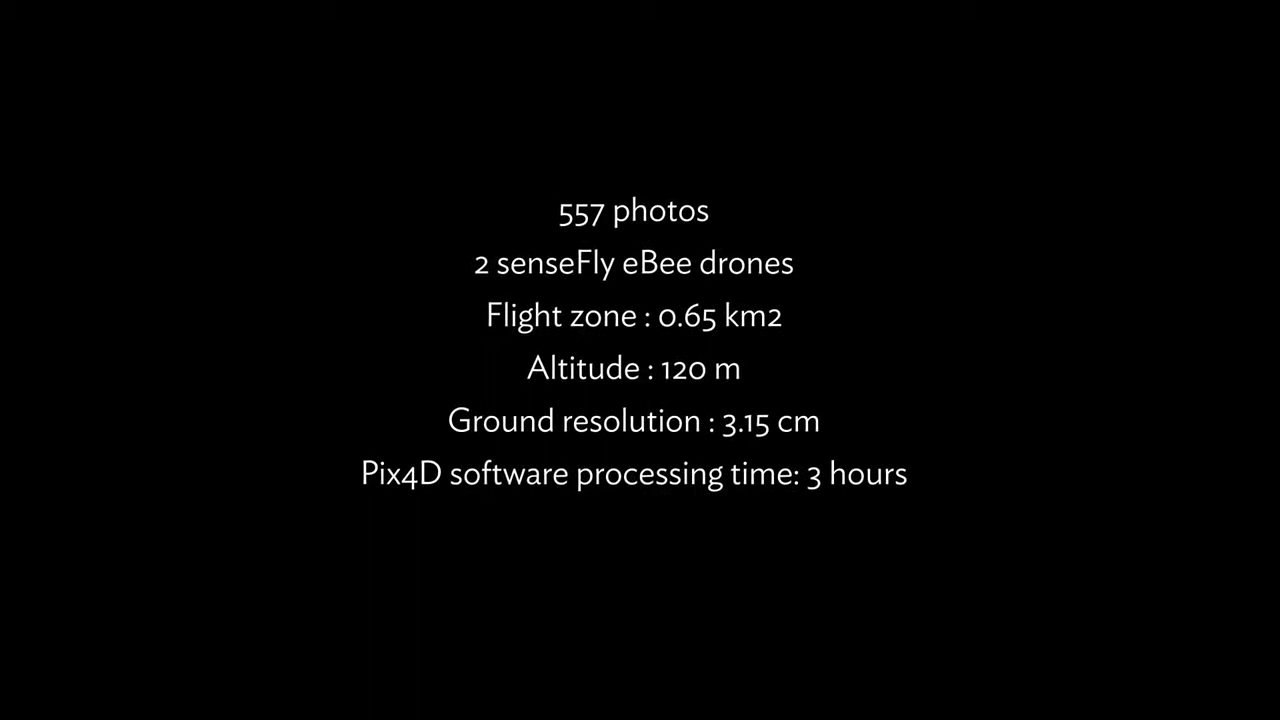 557 photos
2 senseFly eBee drones
Flight zone : 0.65 km2
Altitude : 120 m
Ground resolution : 3.15 cm
Pix4D software processing time: 3 hours